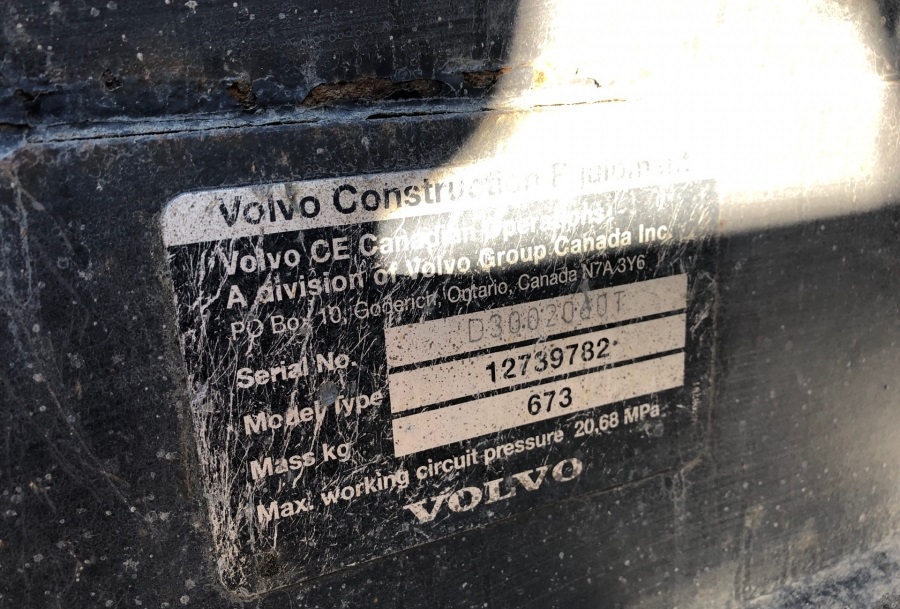 Volvo Construction Equipment
Volvo CE Canadian Operations
A division of Volvo Group Canada Inc.
PO Box 10, Goderich, Ontario, Canada N7A 3Y6
Serial No.
Model Type 12739782
Mass kg 673
Max. working circuit pressure 20,68 MPa
VOLVO